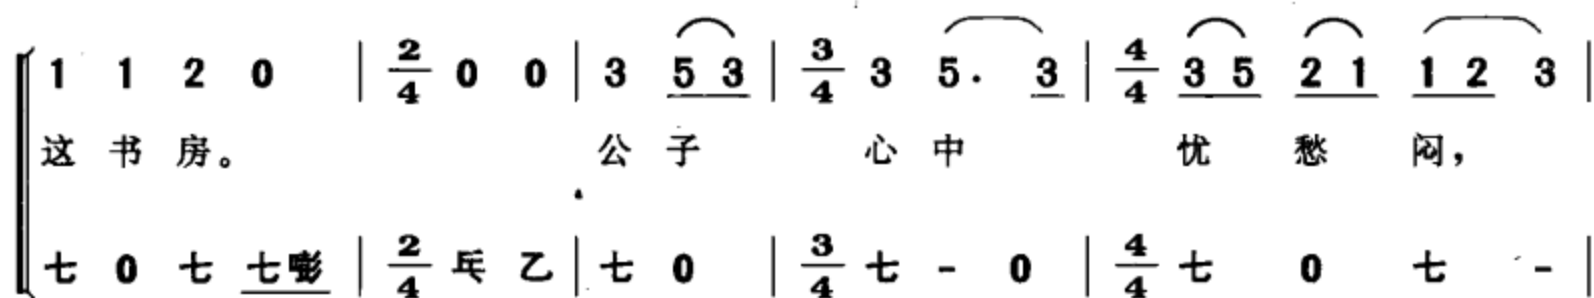 1 1 2 0 | 2/4 0 0 | 3 5 3 | 3/4 3 5. 3 | 4/4 3 5 2 1 1 2 3 |
这书房。 公子 心中 忧愁闷，
七 0 七 七嘭 | 2/4 乓 乙 | 七 0 | 3/4 七 - 0 | 4/4 七 0 七 - |